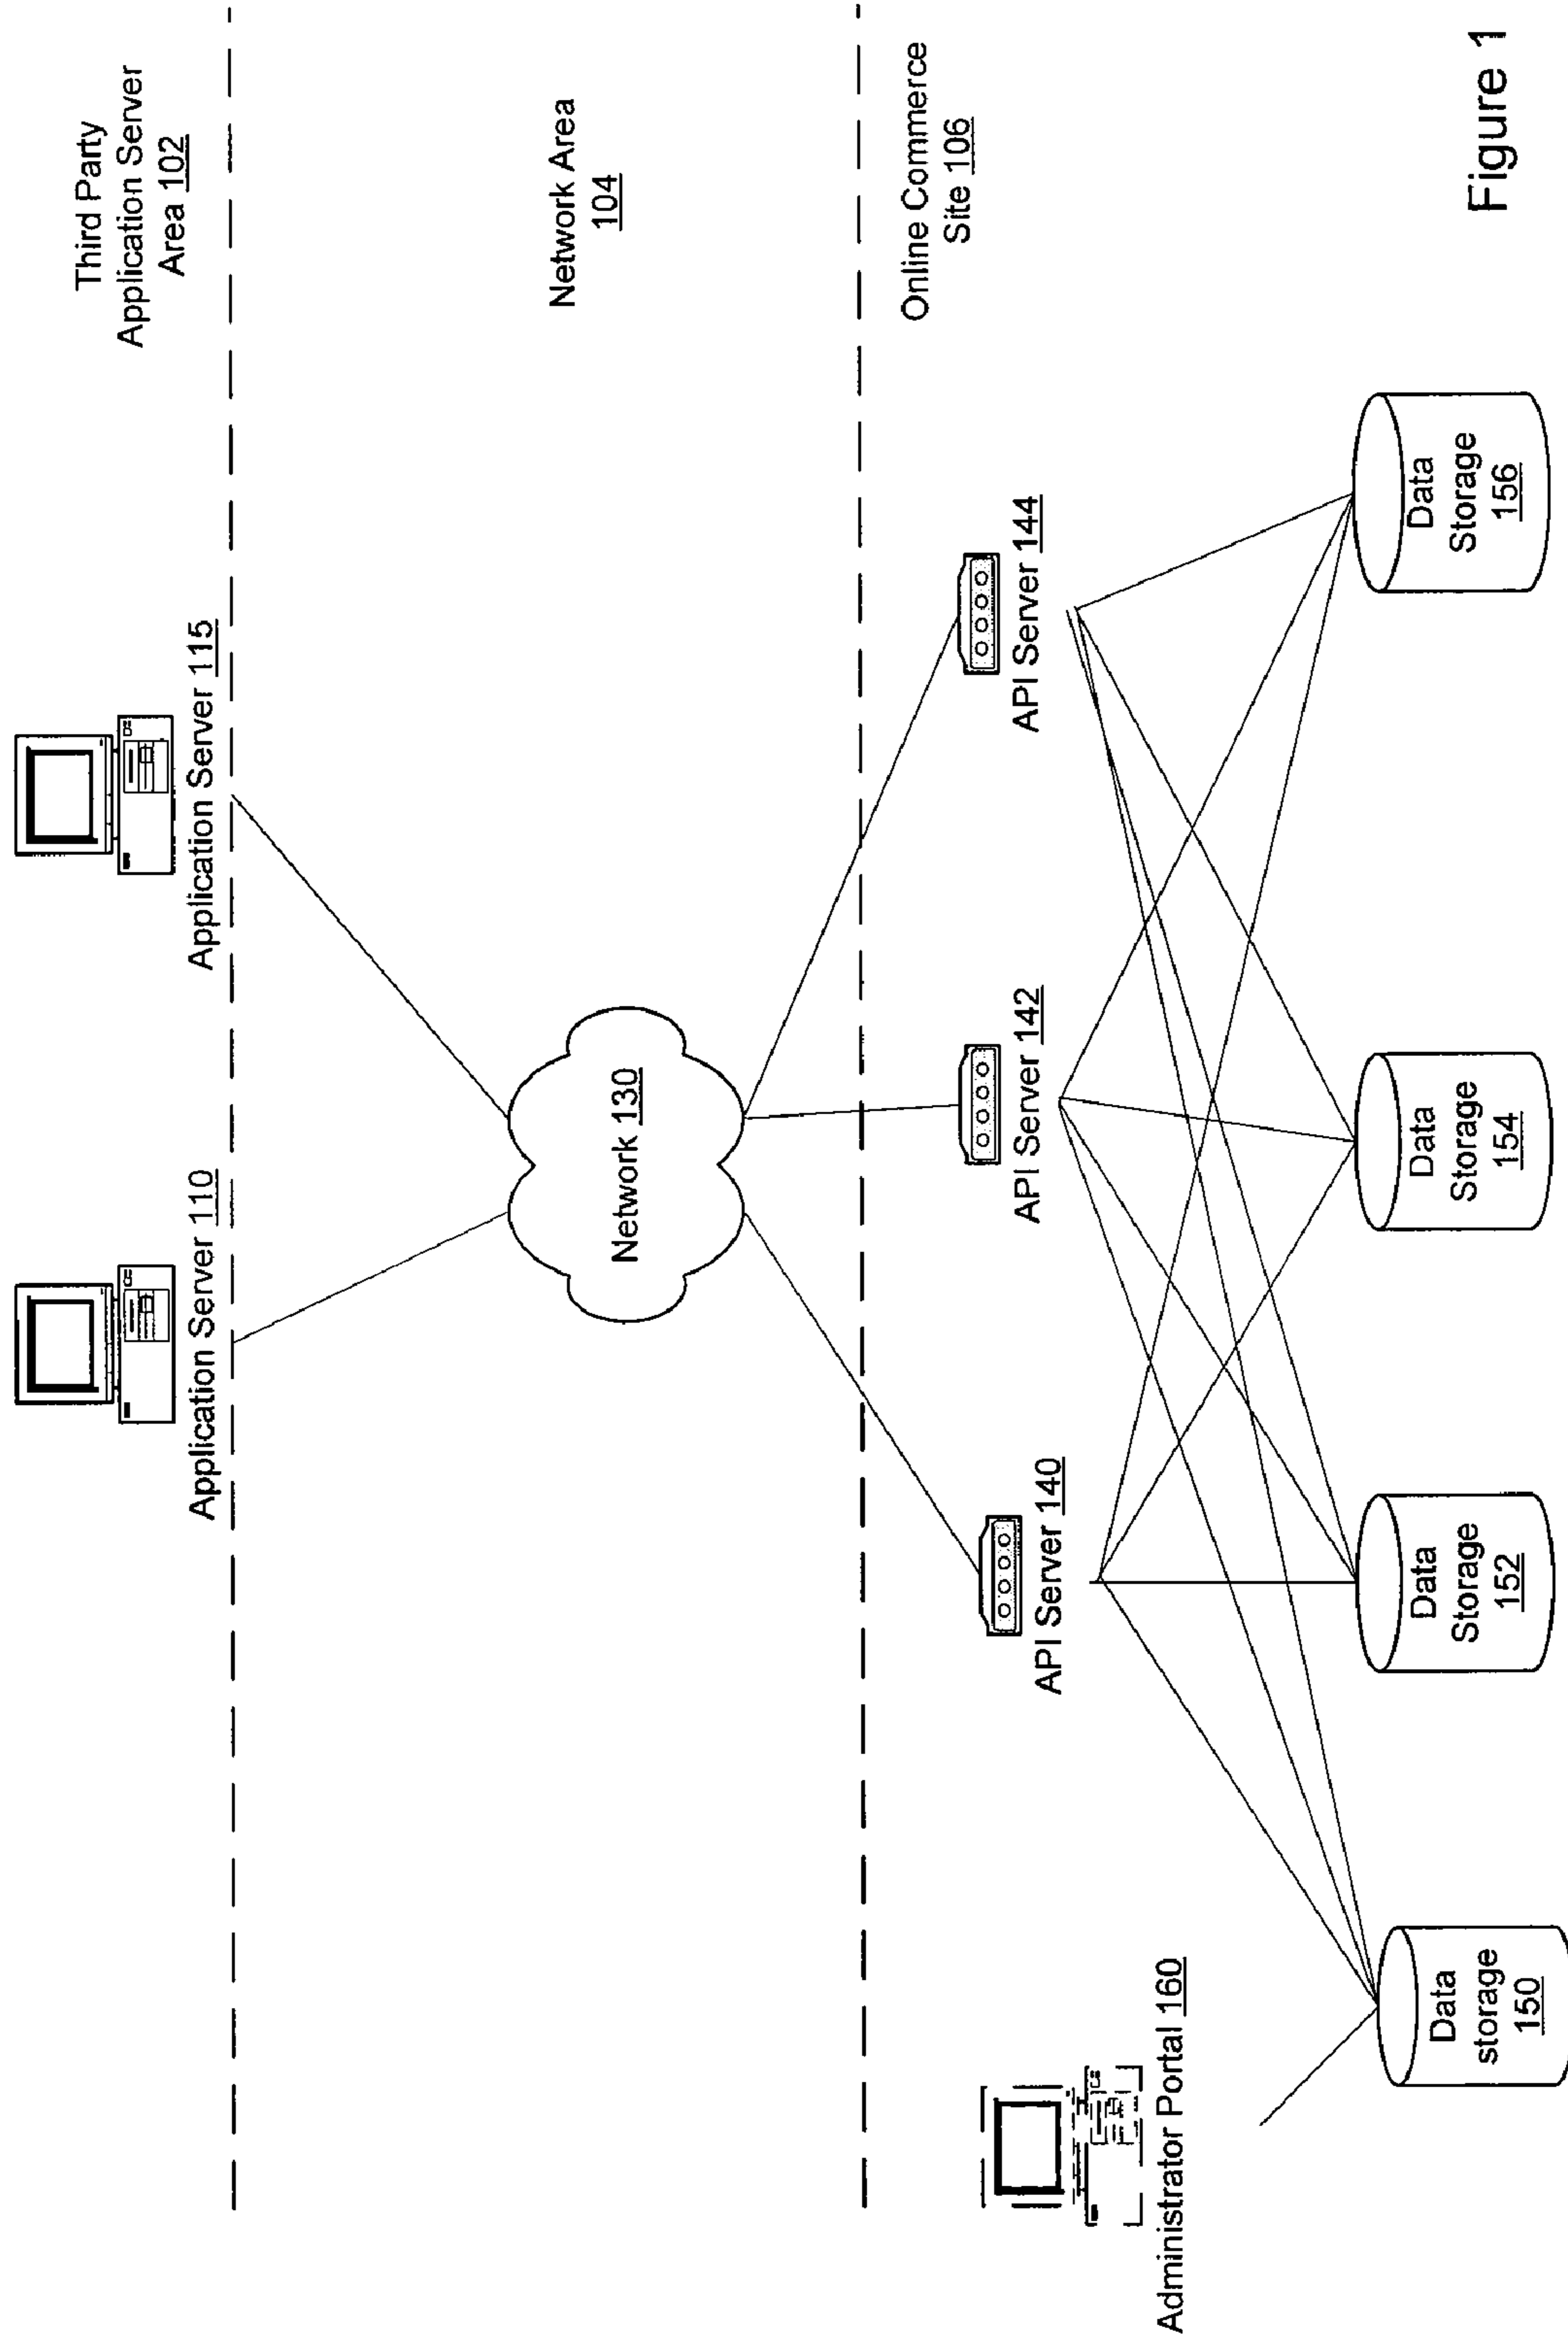 Third Party
Application Server
Area 102
Application Server 110
Application Server 115
Network Area
104
Network 130
Online Commerce
Site 106
API Server 140
API Server 142
API Server 144
Administrator Portal 160
Data
storage
150
Data
Storage
152
Data
Storage
154
Data
Storage
156
Figure 1